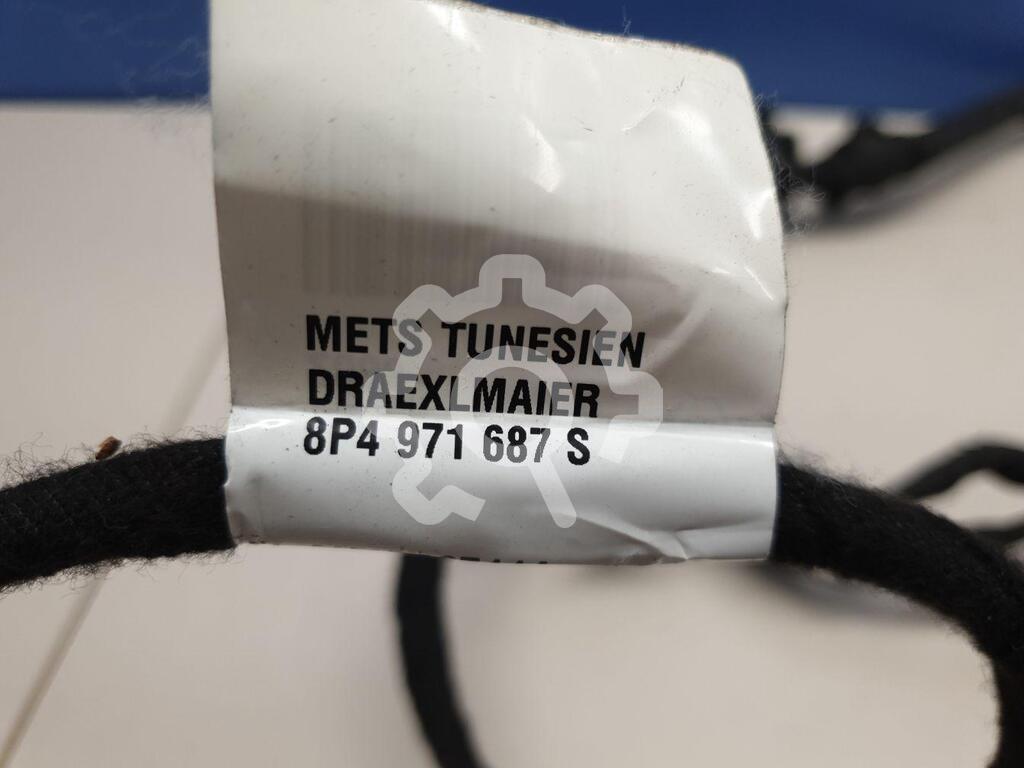 METS TUNESIEN
DRAEXLMAIER
8P4 971 687 S